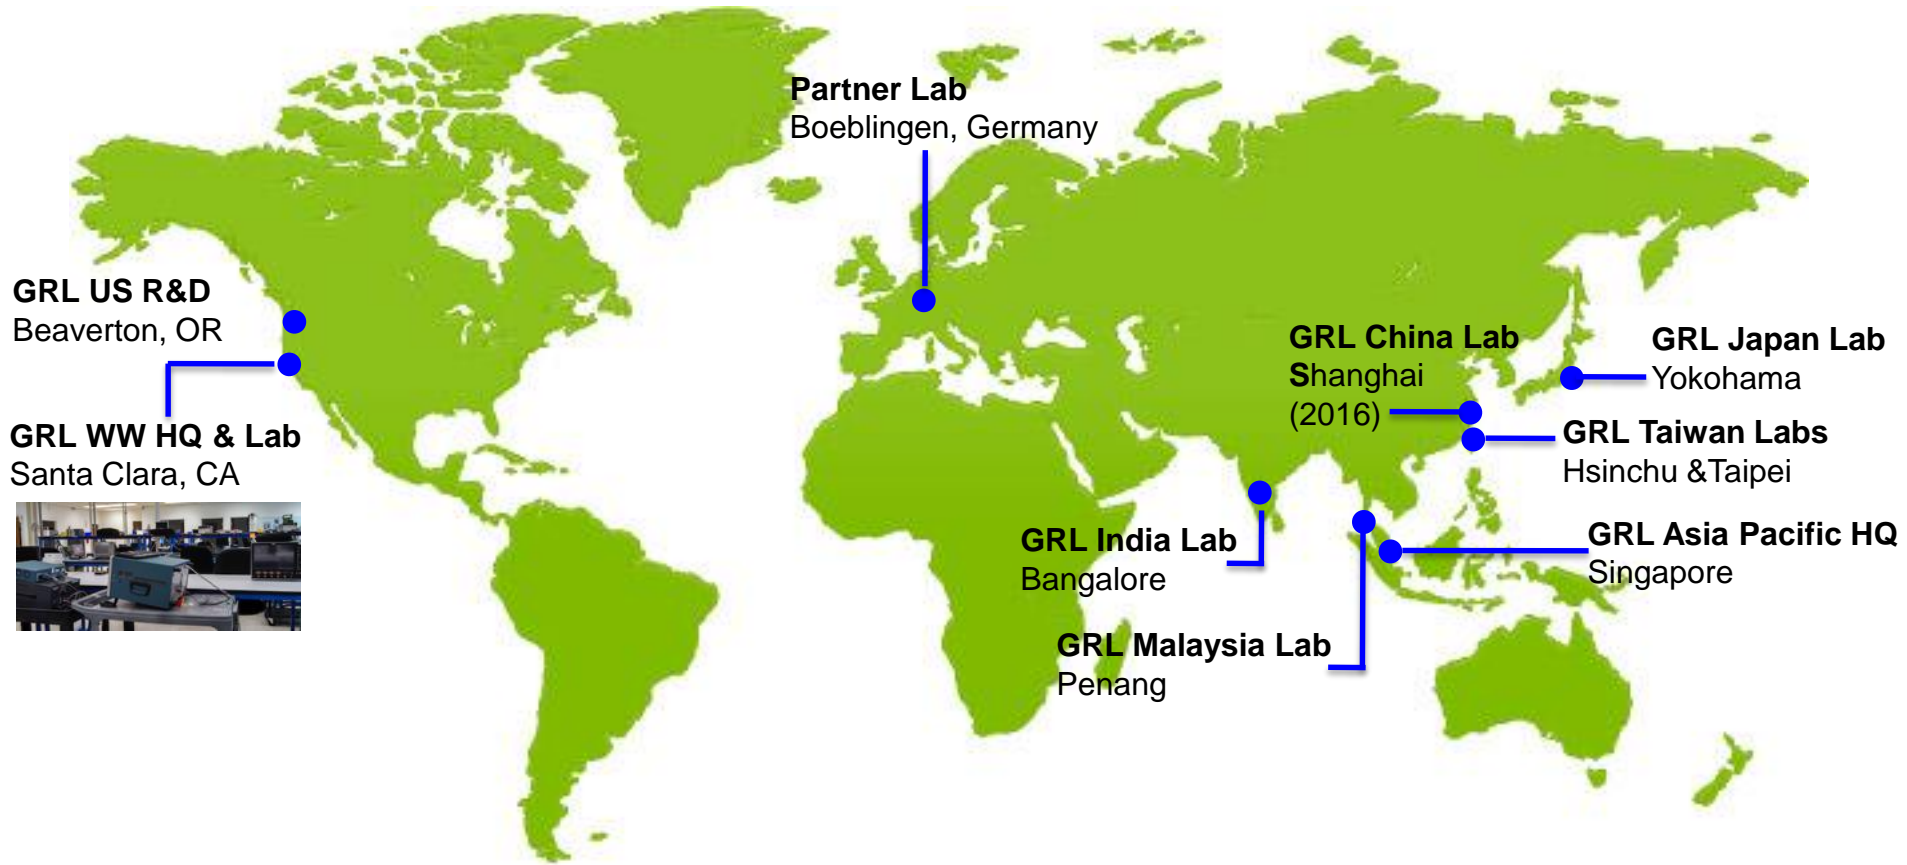 Partner Lab
Boeblingen, Germany
GRL US R&D
Beaverton, OR
GRL WW HQ & Lab
Santa Clara, CA
GRL China Lab
Shanghai
(2016)
GRL Japan Lab
Yokohama
GRL Taiwan Labs
Hsinchu &Taipei
GRL India Lab
Bangalore
GRL Asia Pacific HQ
Singapore
GRL Malaysia Lab
Penang